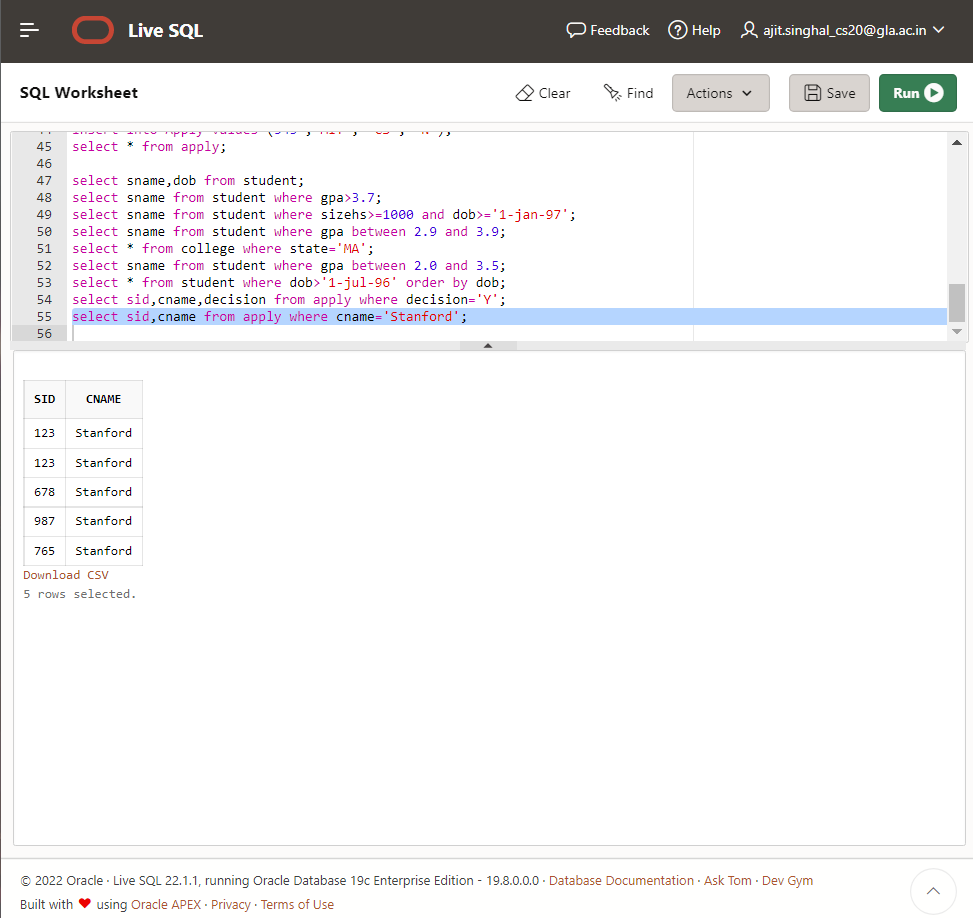 Live SQL
Feedback
Help
ajit.singhal_cs20@gla.ac.in
SQL Worksheet
Clear
Find
Actions
Save
Run
45 select * from apply;
46
47 select sname,dob from student;
48 select sname from student where gpa>3.7;
49 select sname from student where sizehs>=1000 and dob>='1-jan-97';
50 select sname from student where gpa between 2.9 and 3.9;
51 select * from college where state='MA';
52 select sname from student where gpa between 2.0 and 3.5;
53 select * from student where dob>'1-jul-96' order by dob;
54 select sid,cname,decision from apply where decision='Y';
55 select sid,cname from apply where cname='Stanford';
56
SID CNAME
123 Stanford
123 Stanford
678 Stanford
987 Stanford
765 Stanford
Download CSV
5 rows selected.
© 2022 Oracle · Live SQL 22.1.1, running Oracle Database 19c Enterprise Edition - 19.8.0.0.0 · Database Documentation · Ask Tom · Dev Gym
Built with ❤ using Oracle APEX · Privacy · Terms of Use